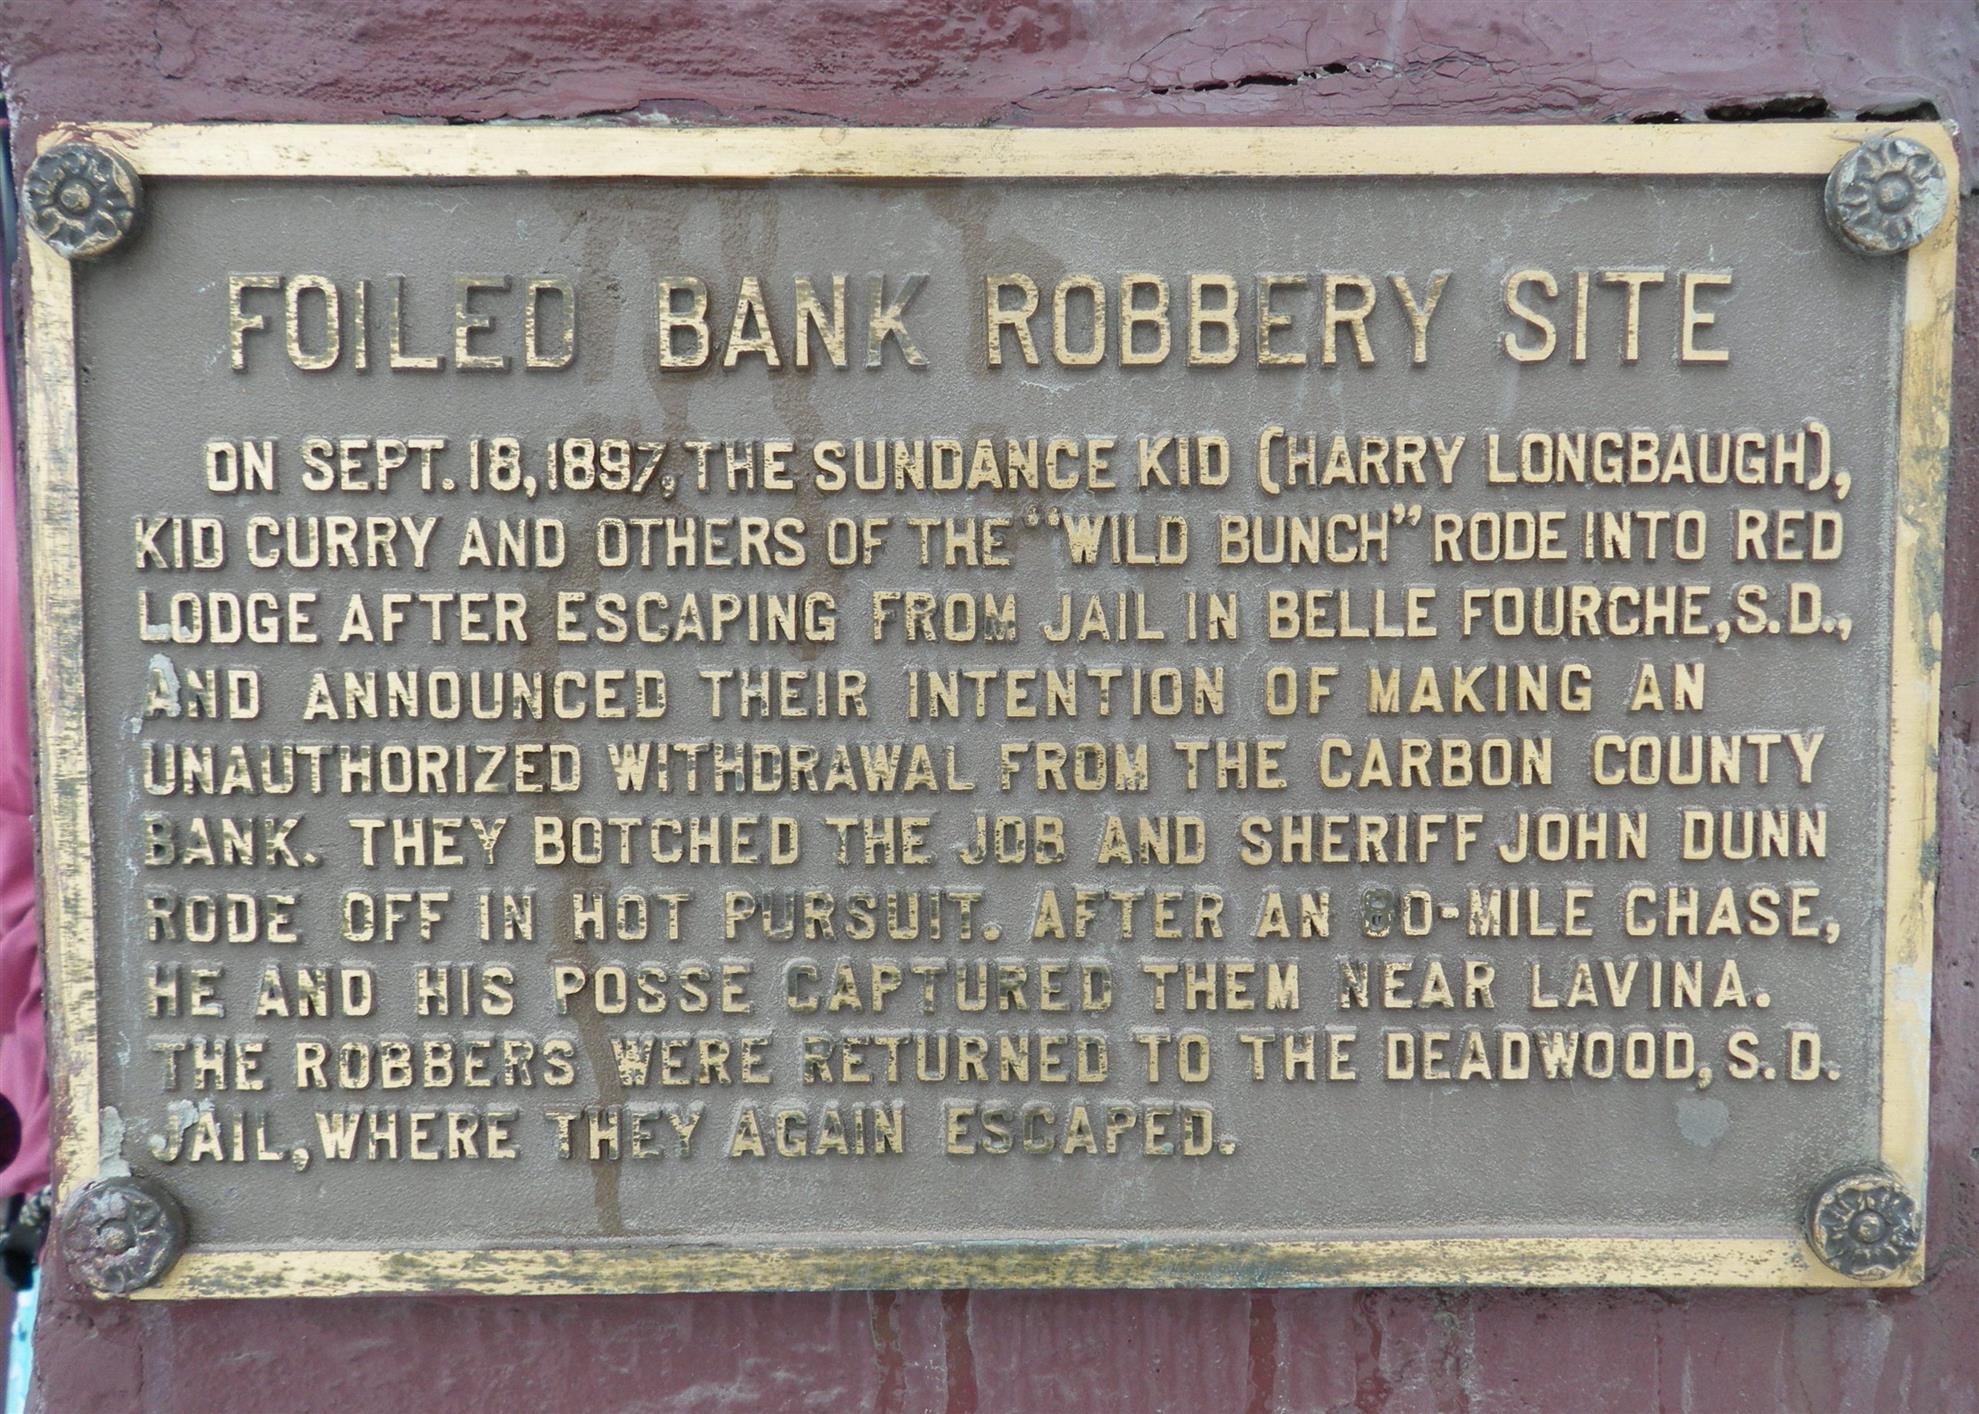 FOILED BANK ROBBERY SITE
ON SEPT. 18, 1897, THE SUNDANCE KID (HARRY LONGBAUGH),
KID CURRY AND OTHERS OF THE "WILD BUNCH" RODE INTO RED
LODGE AFTER ESCAPING FROM JAIL IN BELLE FOURCHE, S.D.,
AND ANNOUNCED THEIR INTENTION OF MAKING AN
UNAUTHORIZED WITHDRAWAL FROM THE CARBON COUNTY
BANK. THEY BOTCHED THE JOB AND SHERIFF JOHN DUNN
RODE OFF IN HOT PURSUIT. AFTER AN 80-MILE CHASE,
HE AND HIS POSSE CAPTURED THEM NEAR LAVINA.
THE ROBBERS WERE RETURNED TO THE DEADWOOD, S.D.
JAIL, WHERE THEY AGAIN ESCAPED.